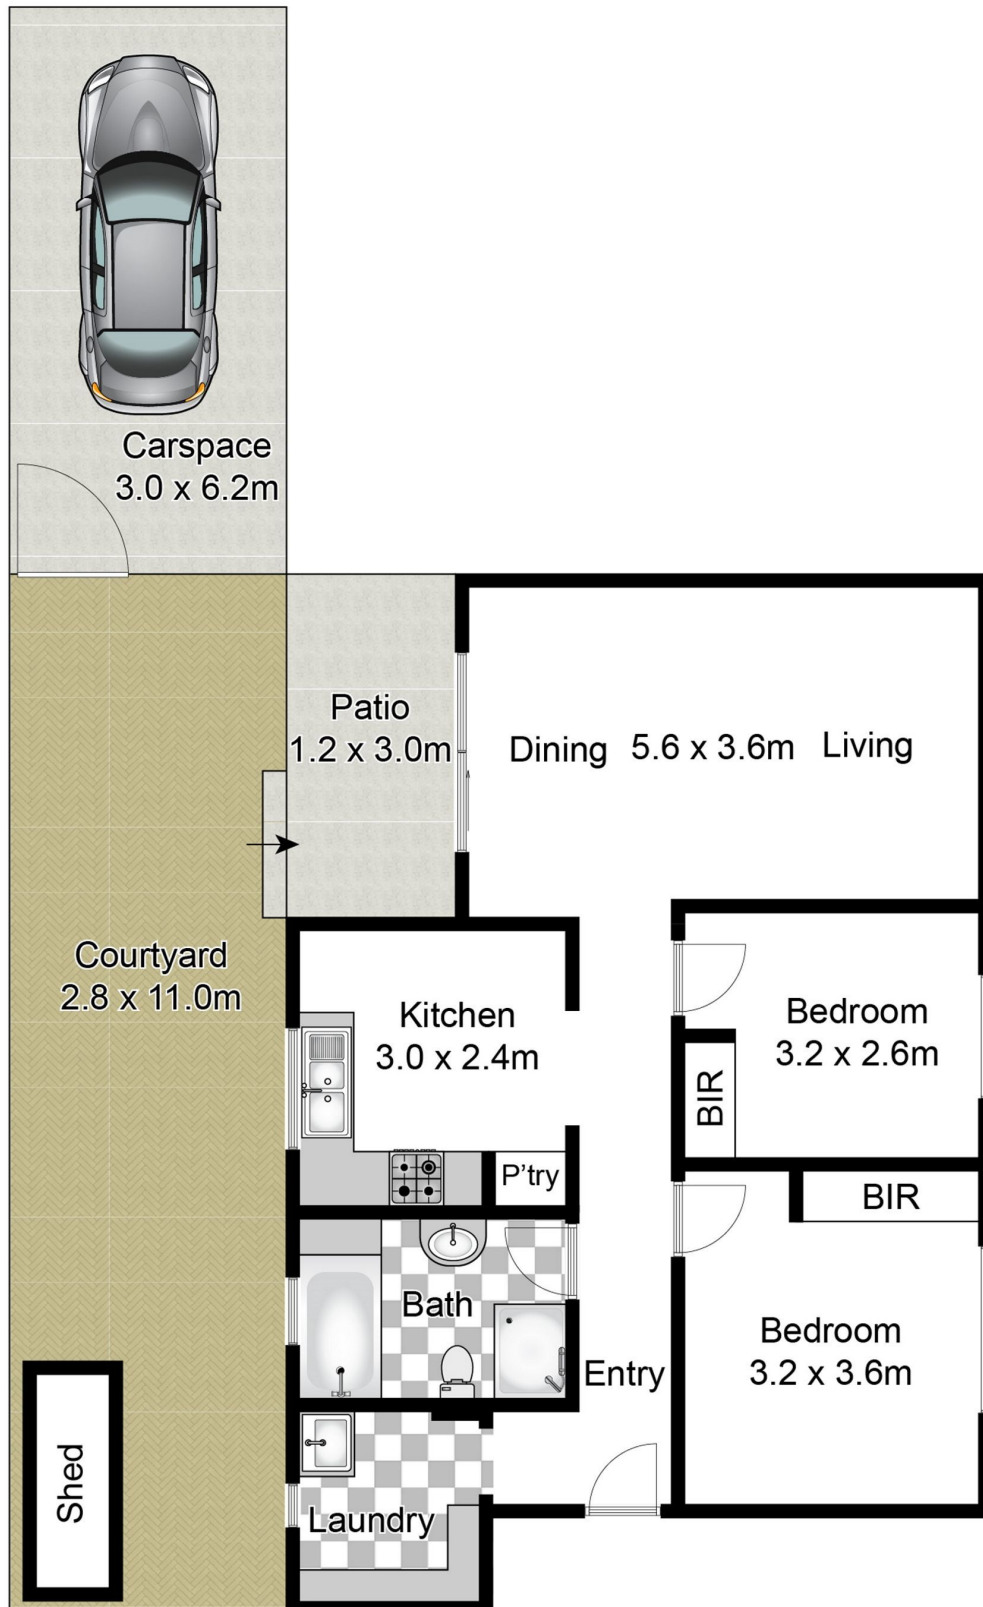 Carspace
3.0 x 6.2m
Patio
1.2 x 3.0m
Dining 5.6 x 3.6m Living
Courtyard
2.8 x 11.0m
Kitchen
3.0 x 2.4m
Bedroom
3.2 x 2.6m
BIR
P'try
BIR
Bath
Bedroom
3.2 x 3.6m
Entry
Shed
Laundry